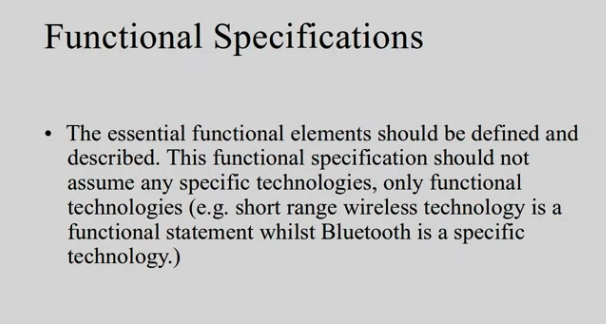 Functional Specifications
• The essential functional elements should be defined and
described. This functional specification should not
assume any specific technologies, only functional
technologies (e.g. short range wireless technology is a
functional statement whilst Bluetooth is a specific
technology.)